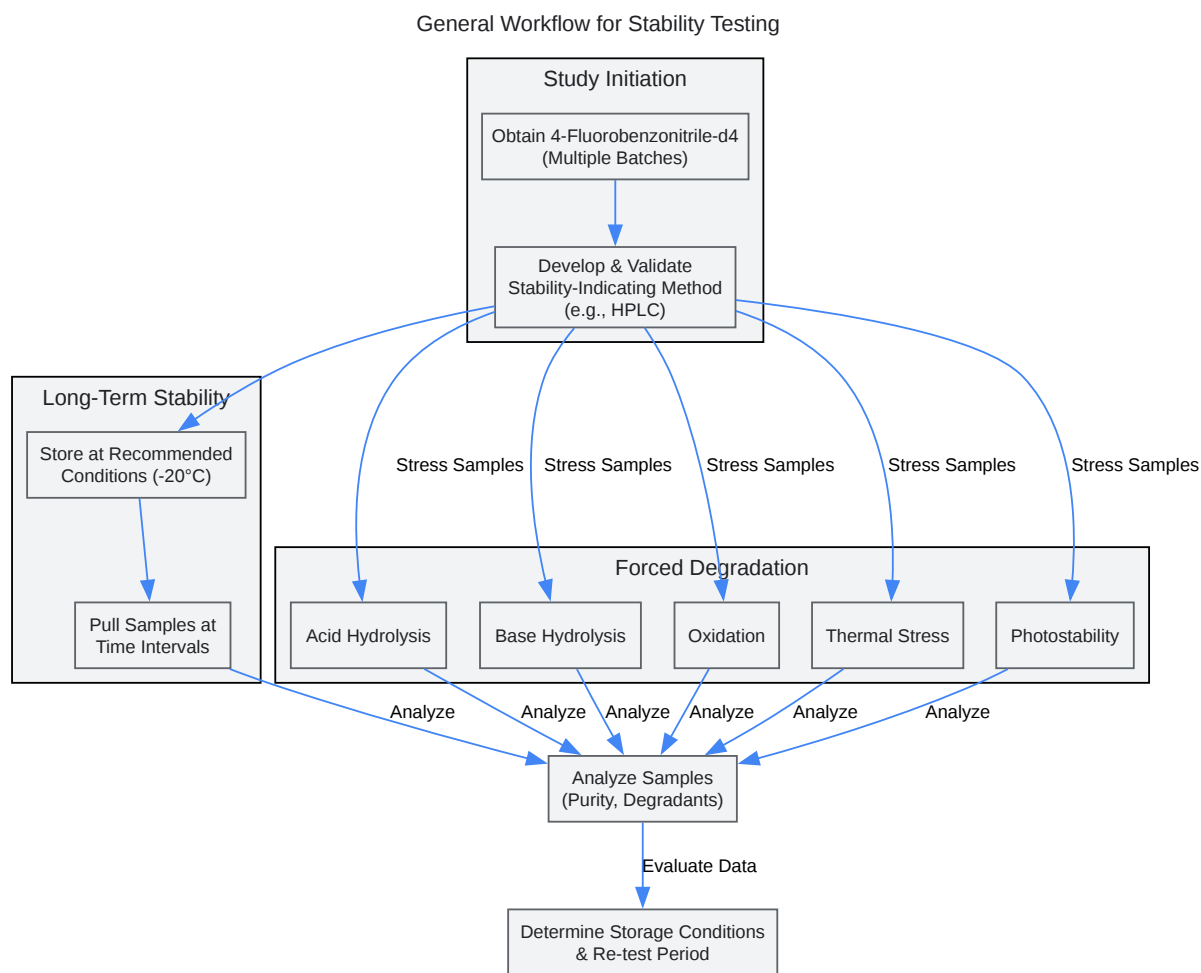 General Workflow for Stability Testing
Study Initiation
Obtain 4-Fluorobenzonitrile-d4
(Multiple Batches)
Develop & Validate
Stability-Indicating Method
(e.g., HPLC)
Long-Term Stability
Store at Recommended
Conditions (-20°C)
Stress Samples
Stress Samples
Stress Samples
Stress Samples
Stress Samples
Forced Degradation
Pull Samples at
Time Intervals
Acid Hydrolysis
Base Hydrolysis
Oxidation
Thermal Stress
Photostability
Analyze
Analyze
Analyze
Analyze
Analyze
Analyze
Analyze Samples
(Purity, Degradants)
Evaluate Data
Determine Storage Conditions
& Re-test Period